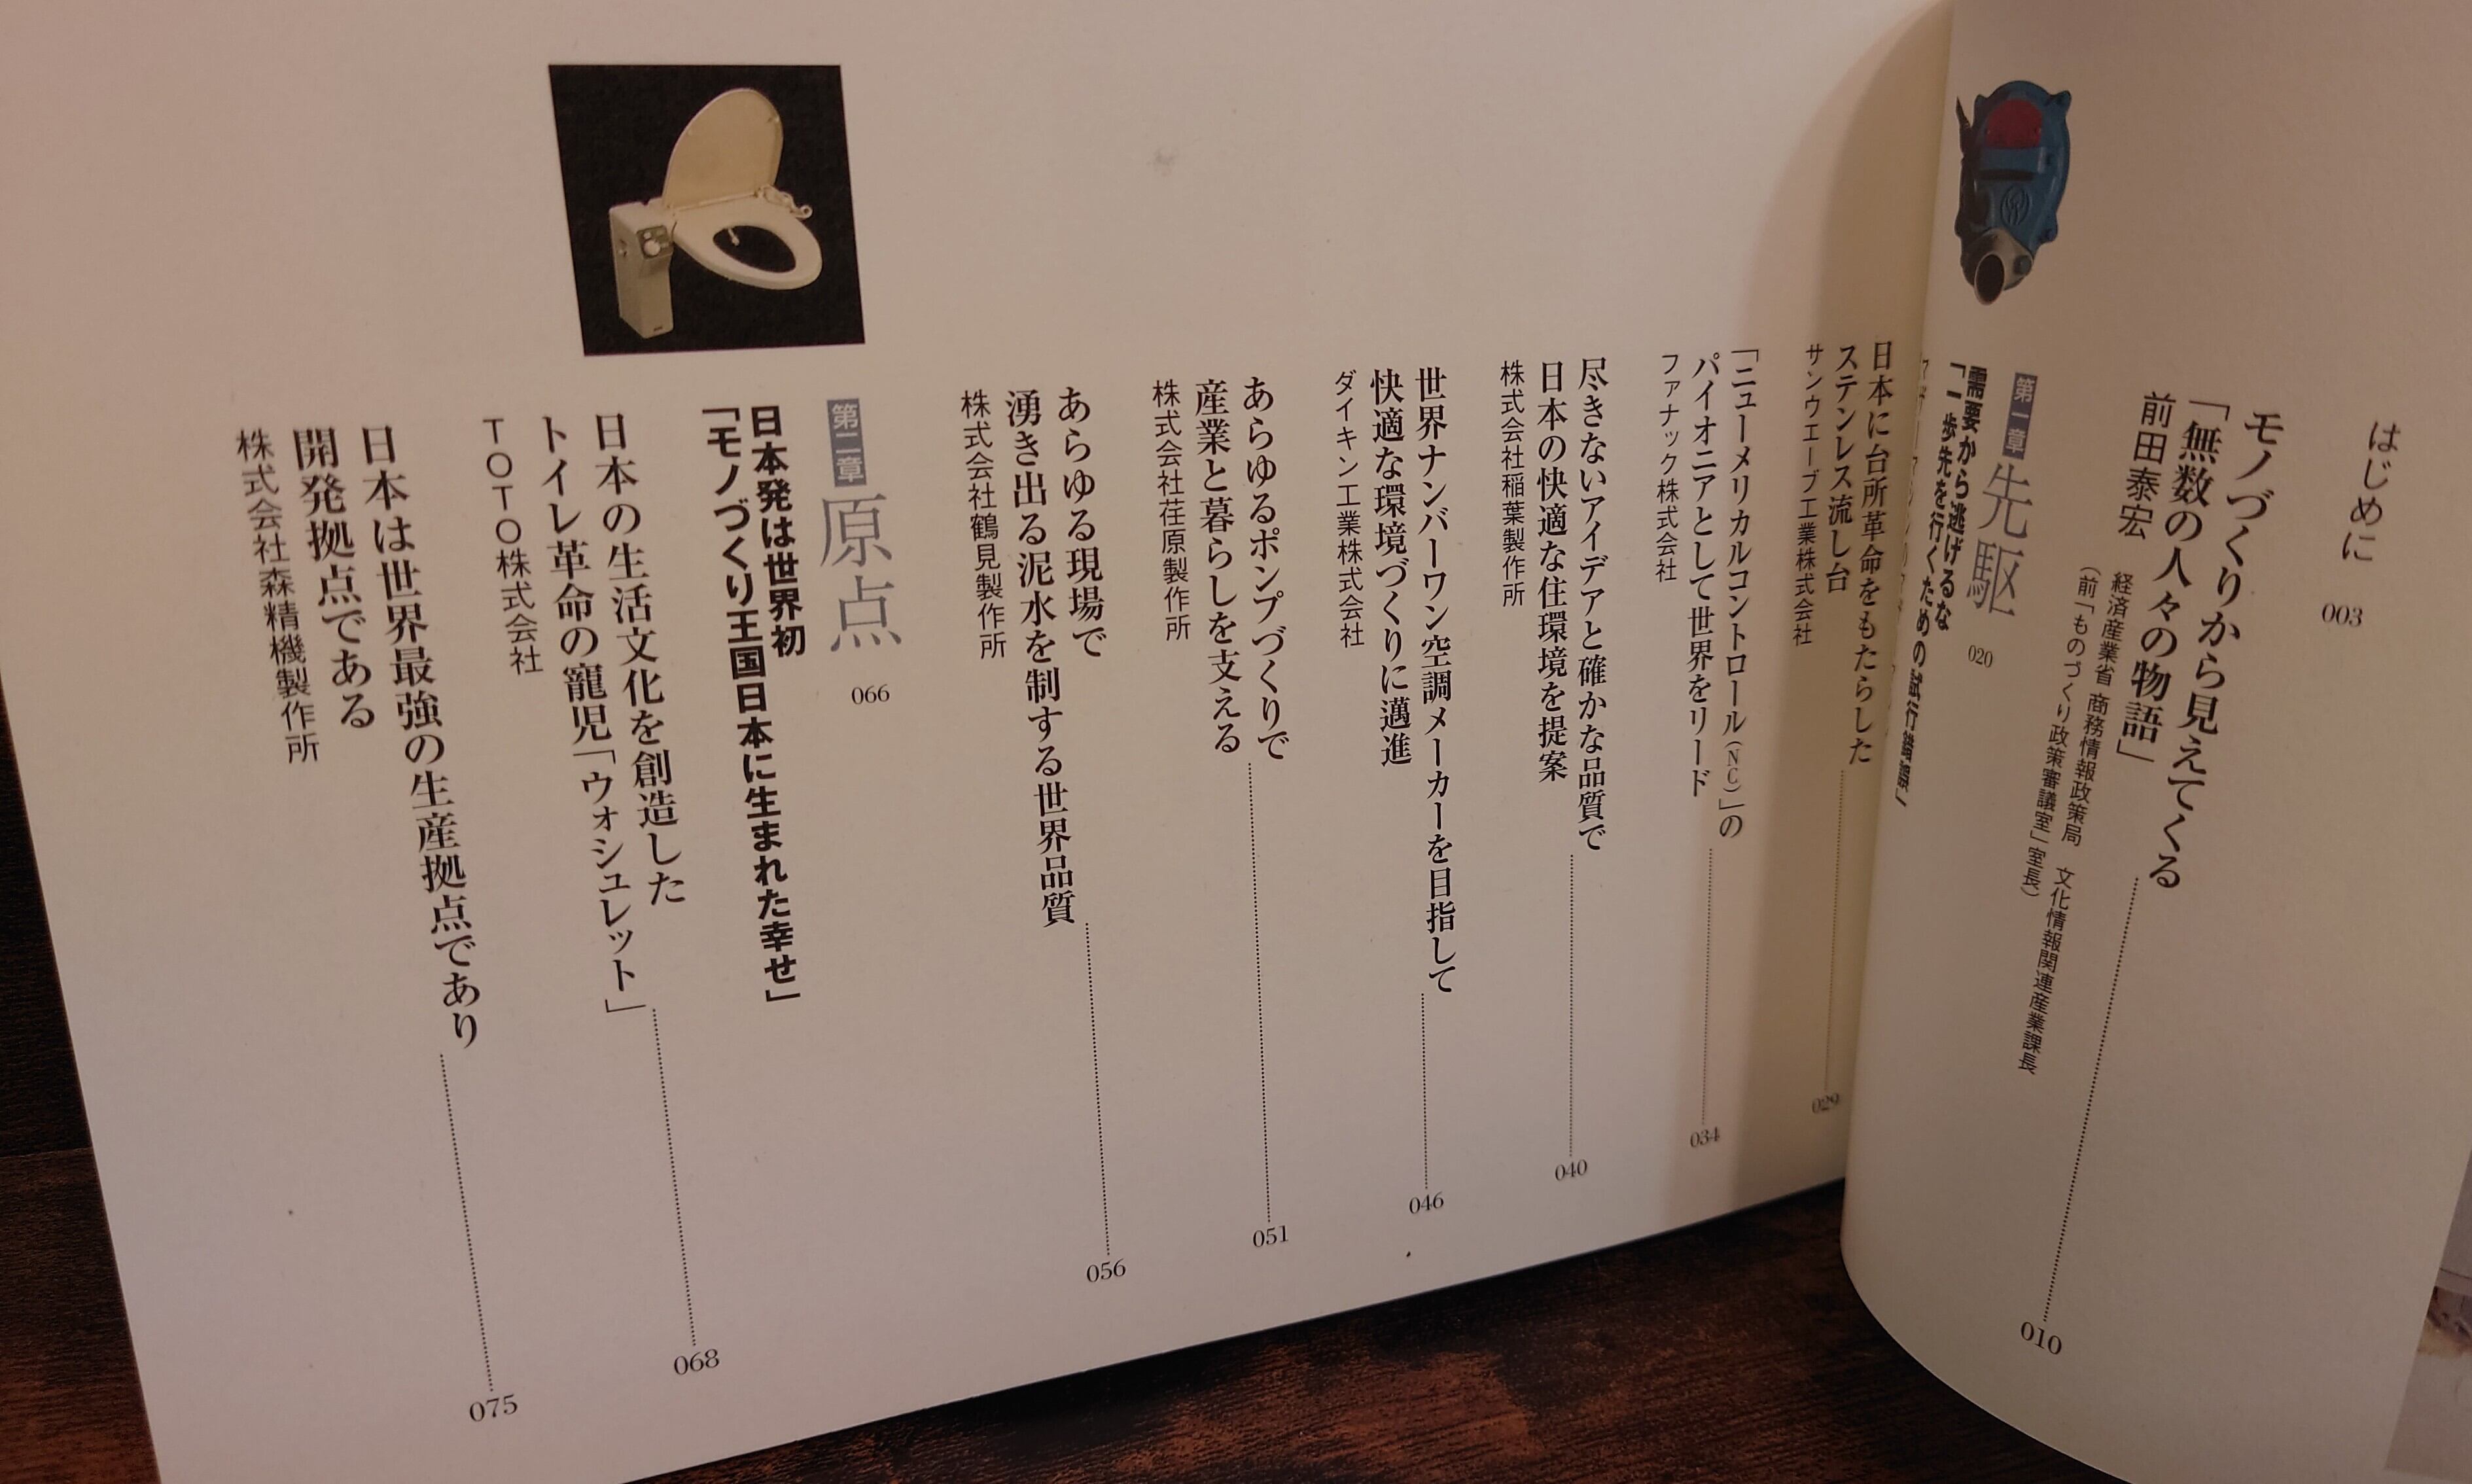 はじめに
003
モノづくりから見えてくる
「無数の人々の物語」
010
前田泰宏
経済産業省 商務情報政策局 文化情報関連産業課長
(前「ものづくり政策審議室」室長)
第一章 先駆
020
需要から逃げるな
「一歩先を行くための試行錯誤」
日本に台所革命をもたらした
ステンレス流し台
029
サンウエーブ工業株式会社
「ニューメリカルコントロール(NC)」の
パイオニアとして世界をリード
034
ファナック株式会社
尽きないアイデアと確かな品質で
日本の快適な住環境を提案
040
株式会社稲葉製作所
世界ナンバーワン空調メーカーを目指して
快適な環境づくりに邁進
046
ダイキン工業株式会社
あらゆるポンプづくりで
産業と暮らしを支える
051
株式会社荏原製作所
あらゆる現場で
湧き出る泥水を制する世界品質
056
株式会社鶴見製作所
第二章 原点
066
日本発は世界初
「モノづくり王国日本に生まれた幸せ」
日本の生活文化を創造した
トイレ革命の寵児「ウォシュレット」
068
TOTO株式会社
日本は世界最強の生産拠点であり
開発拠点である
075
株式会社森精機製作所